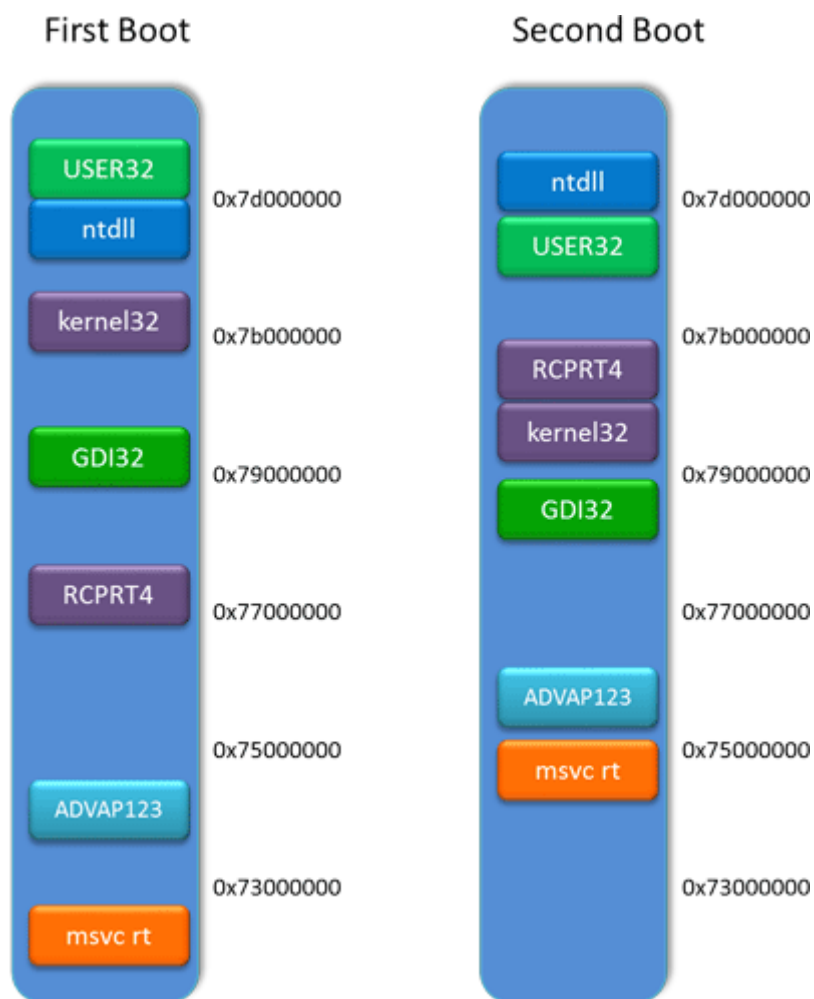 First Boot
USER32
0x7d000000
ntdll
kernel32
0x7b000000
GDI32
0x79000000
RCPRT4
0x77000000
0x75000000
ADVAP123
0x73000000
msvc rt
Second Boot
ntdll
0x7d000000
USER32
0x7b000000
RCPRT4
kernel32
0x79000000
GDI32
0x77000000
ADVAP123
0x75000000
msvc rt
0x73000000